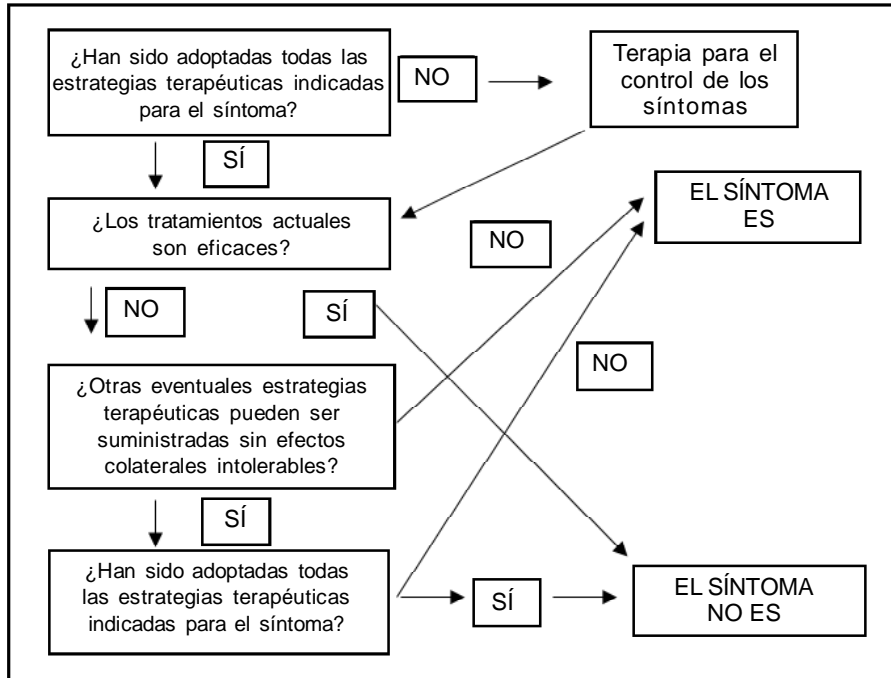 ¿Han sido adoptadas todas las
estrategias terapéuticas indicadas
para el síntoma?
NO
Terapia para el
control de los
síntomas
SÍ
¿Los tratamientos actuales
son eficaces?
NO
EL SÍNTOMA
ES
NO
SÍ
NO
¿Otras eventuales estrategias
terapéuticas pueden ser
suministradas sin efectos
colaterales intolerables?
SÍ
¿Han sido adoptadas todas
las estrategias terapéuticas
indicadas para el síntoma?
SÍ
EL SÍNTOMA
NO ES